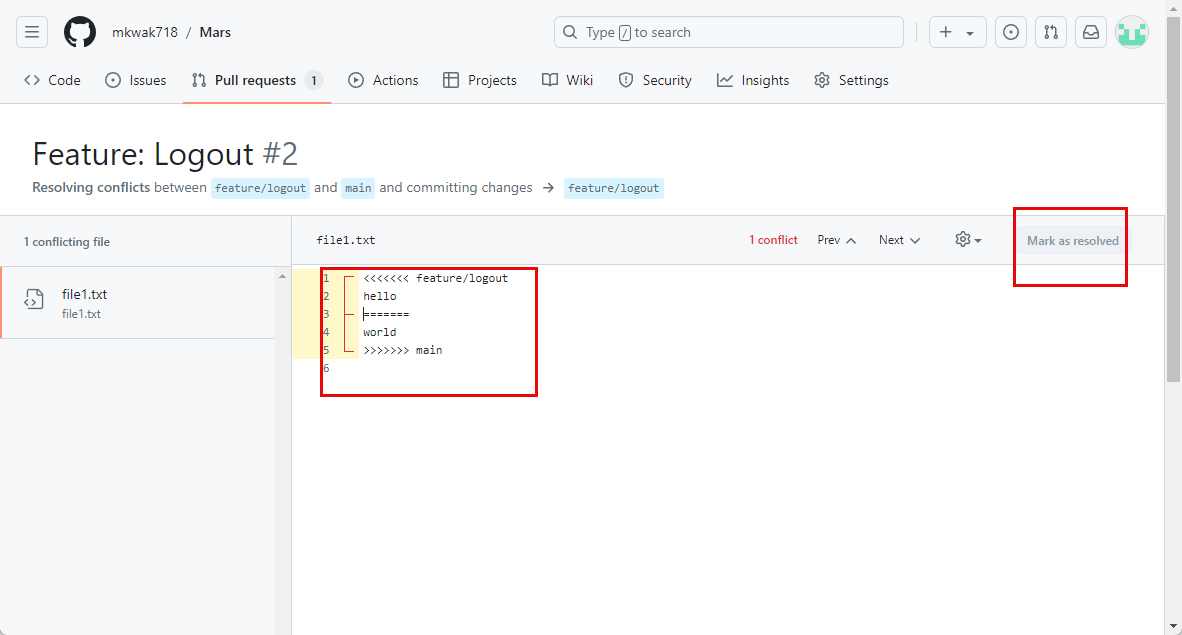 mkwak718 / Mars
Type / to search
Code Issues Pull requests 1 Actions Projects Wiki Security Insights Settings
Feature: Logout #2
Resolving conflicts between feature/logout and main and committing changes → feature/logout
1 conflicting file
file1.txt
file1.txt
file1.txt 1 conflict Prev Next Mark as resolved
1 <<<<<<< feature/logout
2 hello
3 =======
4 world
5 >>>>>>> main
6